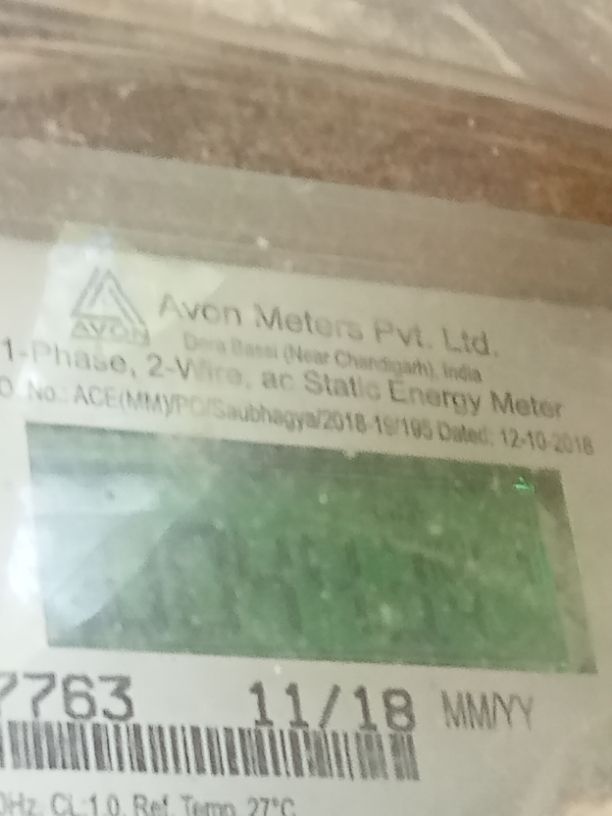 AVON
Avon Meters Pvt. Ltd.
Dera Bassi (Near Chandigarh), India
1-Phase, 2-Wire, ac Static Energy Meter
O. No.: ACE(MM)/PC/Saubhagya/2018-19/195 Dated: 12-10-2018
7763 11/18 MM/YY
0Hz, CL:1.0, Ref. Temp. 27°C